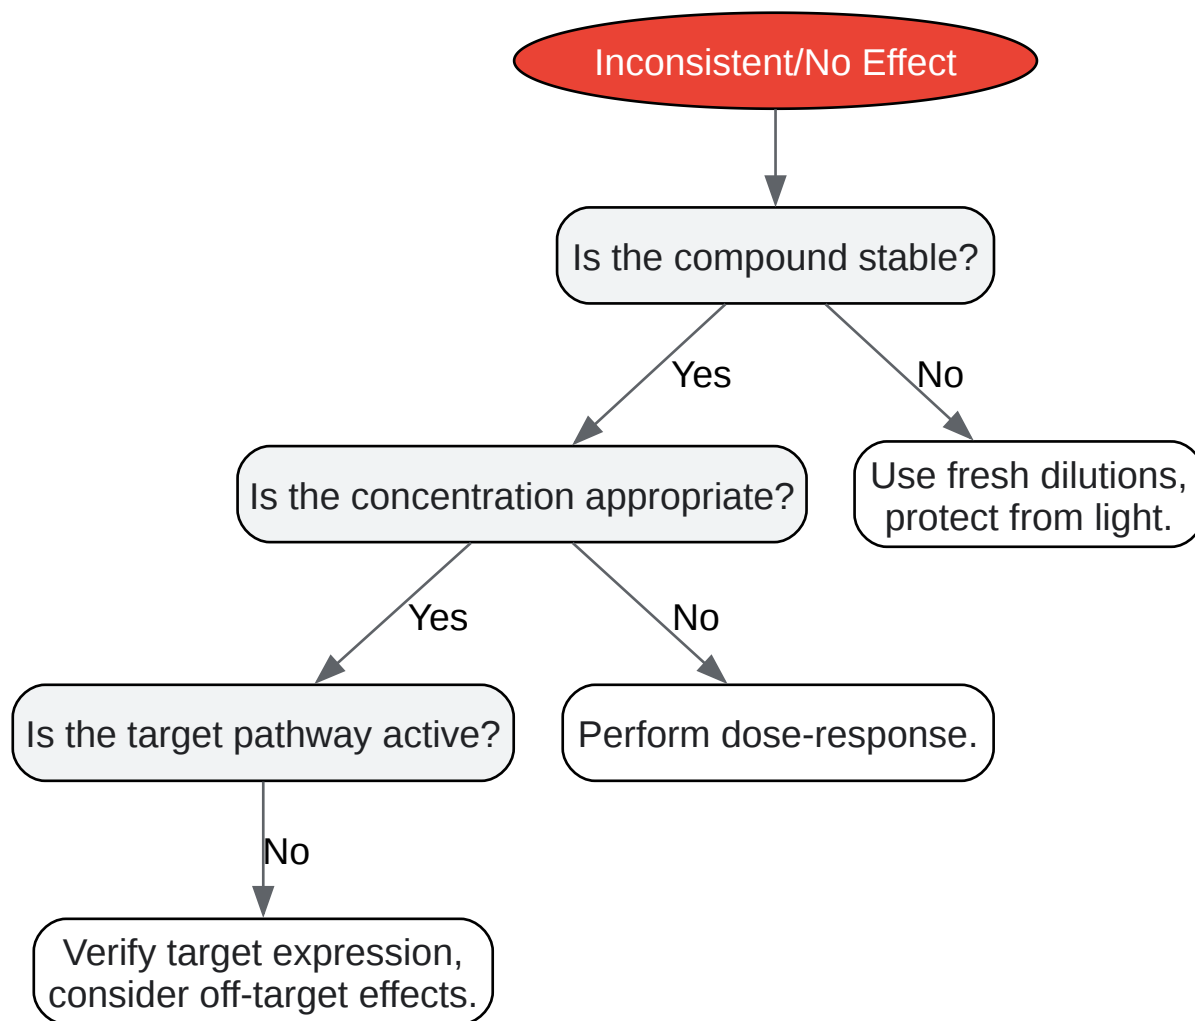 Inconsistent/No Effect
Is the compound stable?
Yes
No
Is the concentration appropriate?
Use fresh dilutions,
protect from light.
Yes
No
Is the target pathway active?
Perform dose-response.
No
Verify target expression,
consider off-target effects.